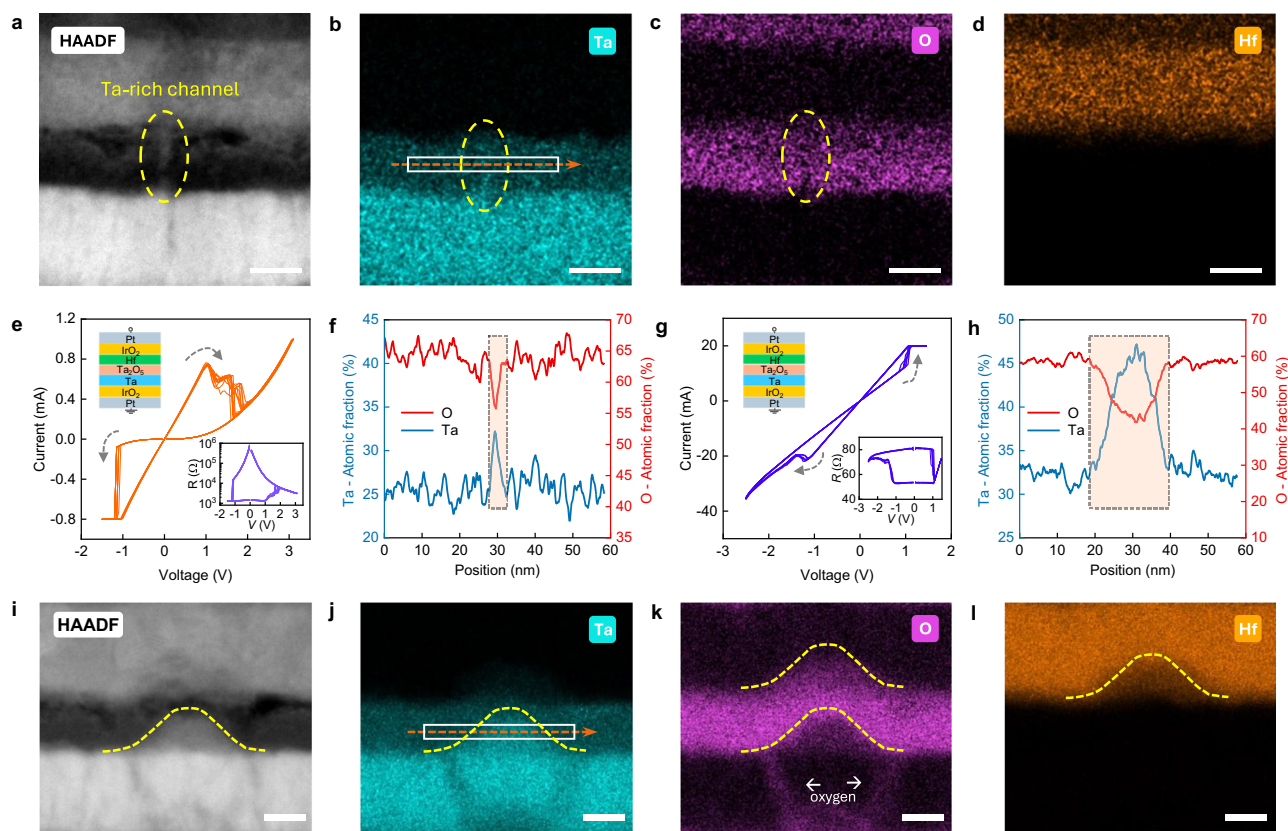 a
HAADF
Ta-rich channel
b
Ta
c
O
d
Hf
e
Current (mA)
1.2
0.8
0.4
0.0
-0.4
-0.8
-2
-1
0
1
2
3
Voltage (V)
Pt
IrO2
Hf
Ta2O5
Ta
IrO2
Pt
R (Ω)
10^6
10^5
10^4
10^3
-2 -1 0 1 2 3
V (V)
f
Ta - Atomic fraction (%)
45
40
35
30
25
20
O
Ta
0 10 20 30 40 50 60
Position (nm)
70
65
60
55
50
45
40
35
O - Atomic fraction (%)
g
Current (mA)
20
0
-20
-40
-3 -2 -1 0 1 2
Voltage (V)
Pt
IrO2
Hf
Ta2O5
Ta
IrO2
Pt
R (Ω)
80
60
40
-3 -2 -1 0 1
V (V)
h
Ta - Atomic fraction (%)
50
45
40
35
30
25
O
Ta
0 10 20 30 40 50 60
Position (nm)
70
60
50
40
30
20
10
O - Atomic fraction (%)
i
HAADF
j
Ta
k
O
oxygen
l
Hf